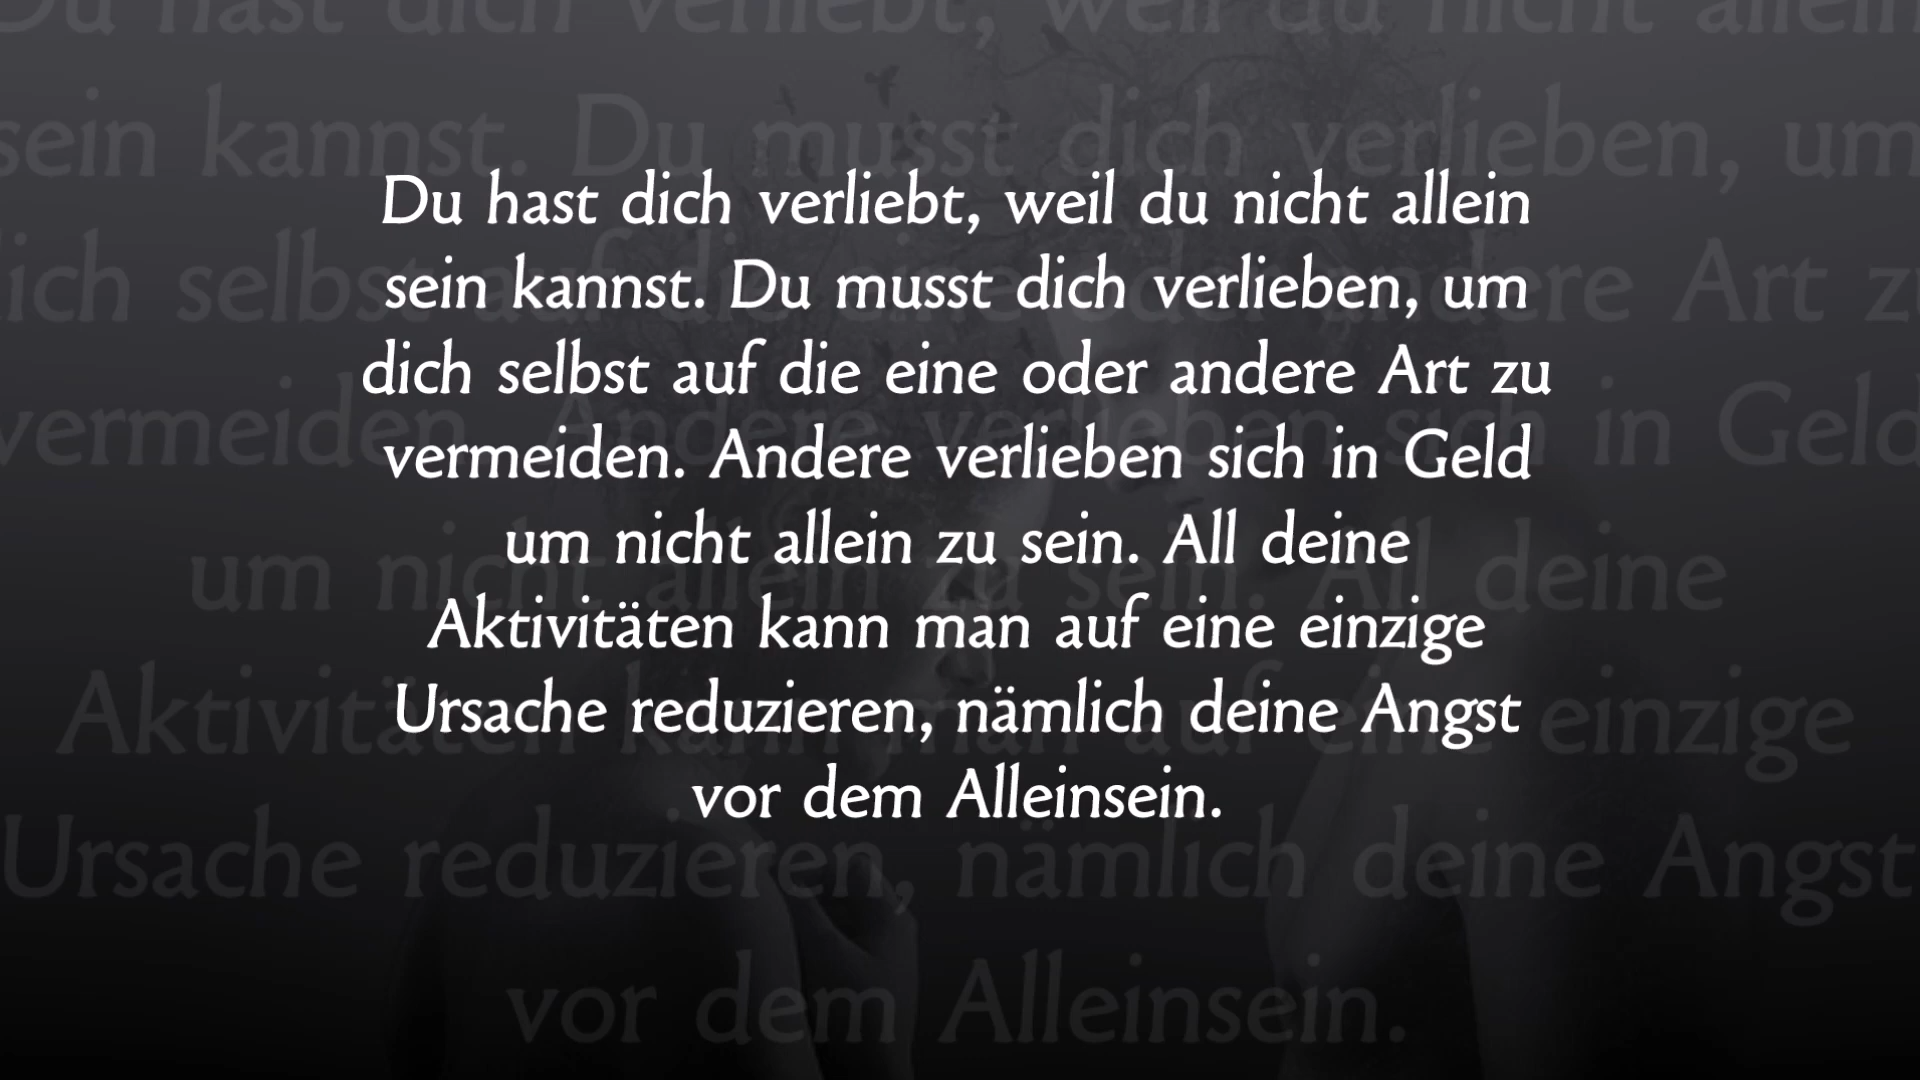 Du hast dich verliebt, weil du nicht allein
sein kannst. Du musst dich verlieben, um
dich selbst auf die eine oder andere Art zu
vermeiden. Andere verlieben sich in Geld
um nicht allein zu sein. All deine
Aktivitäten kann man auf eine einzige
Ursache reduzieren, nämlich deine Angst
vor dem Alleinsein.